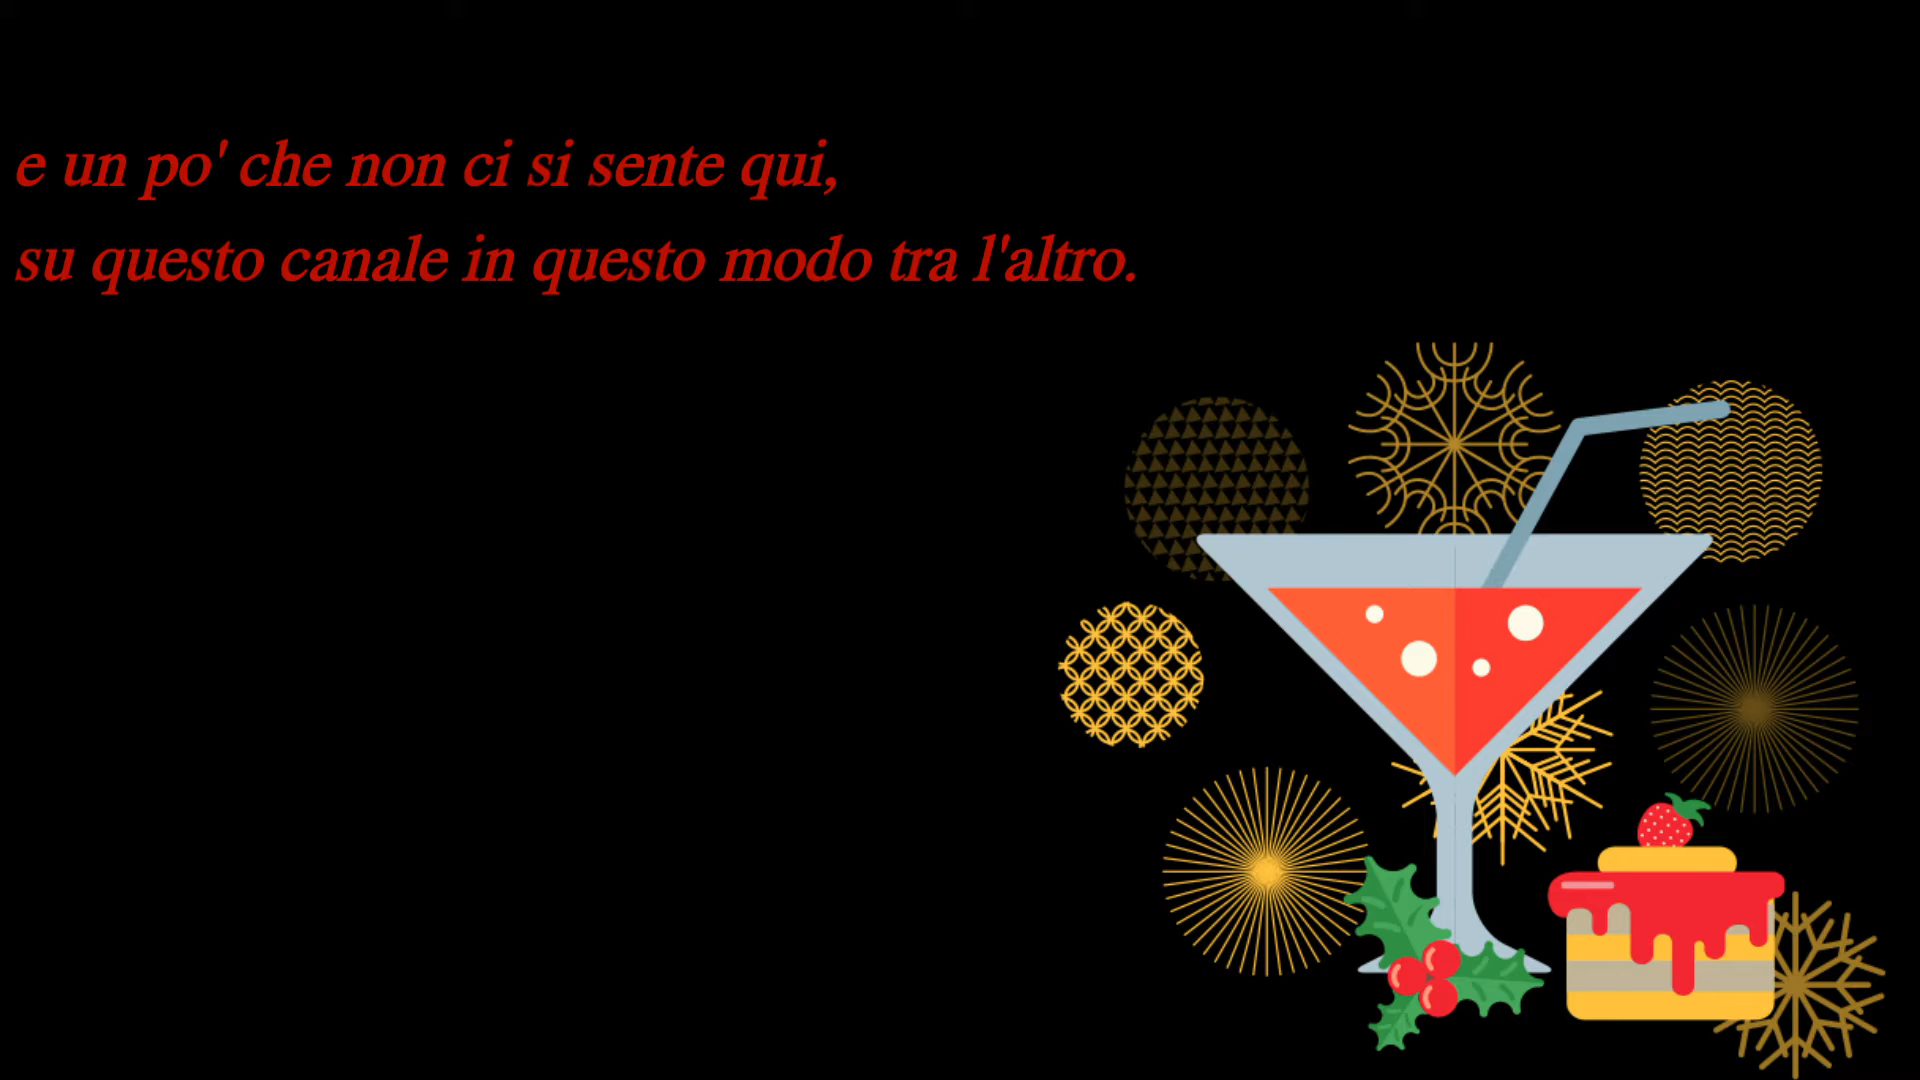 e un po' che non ci si sente qui,
su questo canale in questo modo tra l'altro.